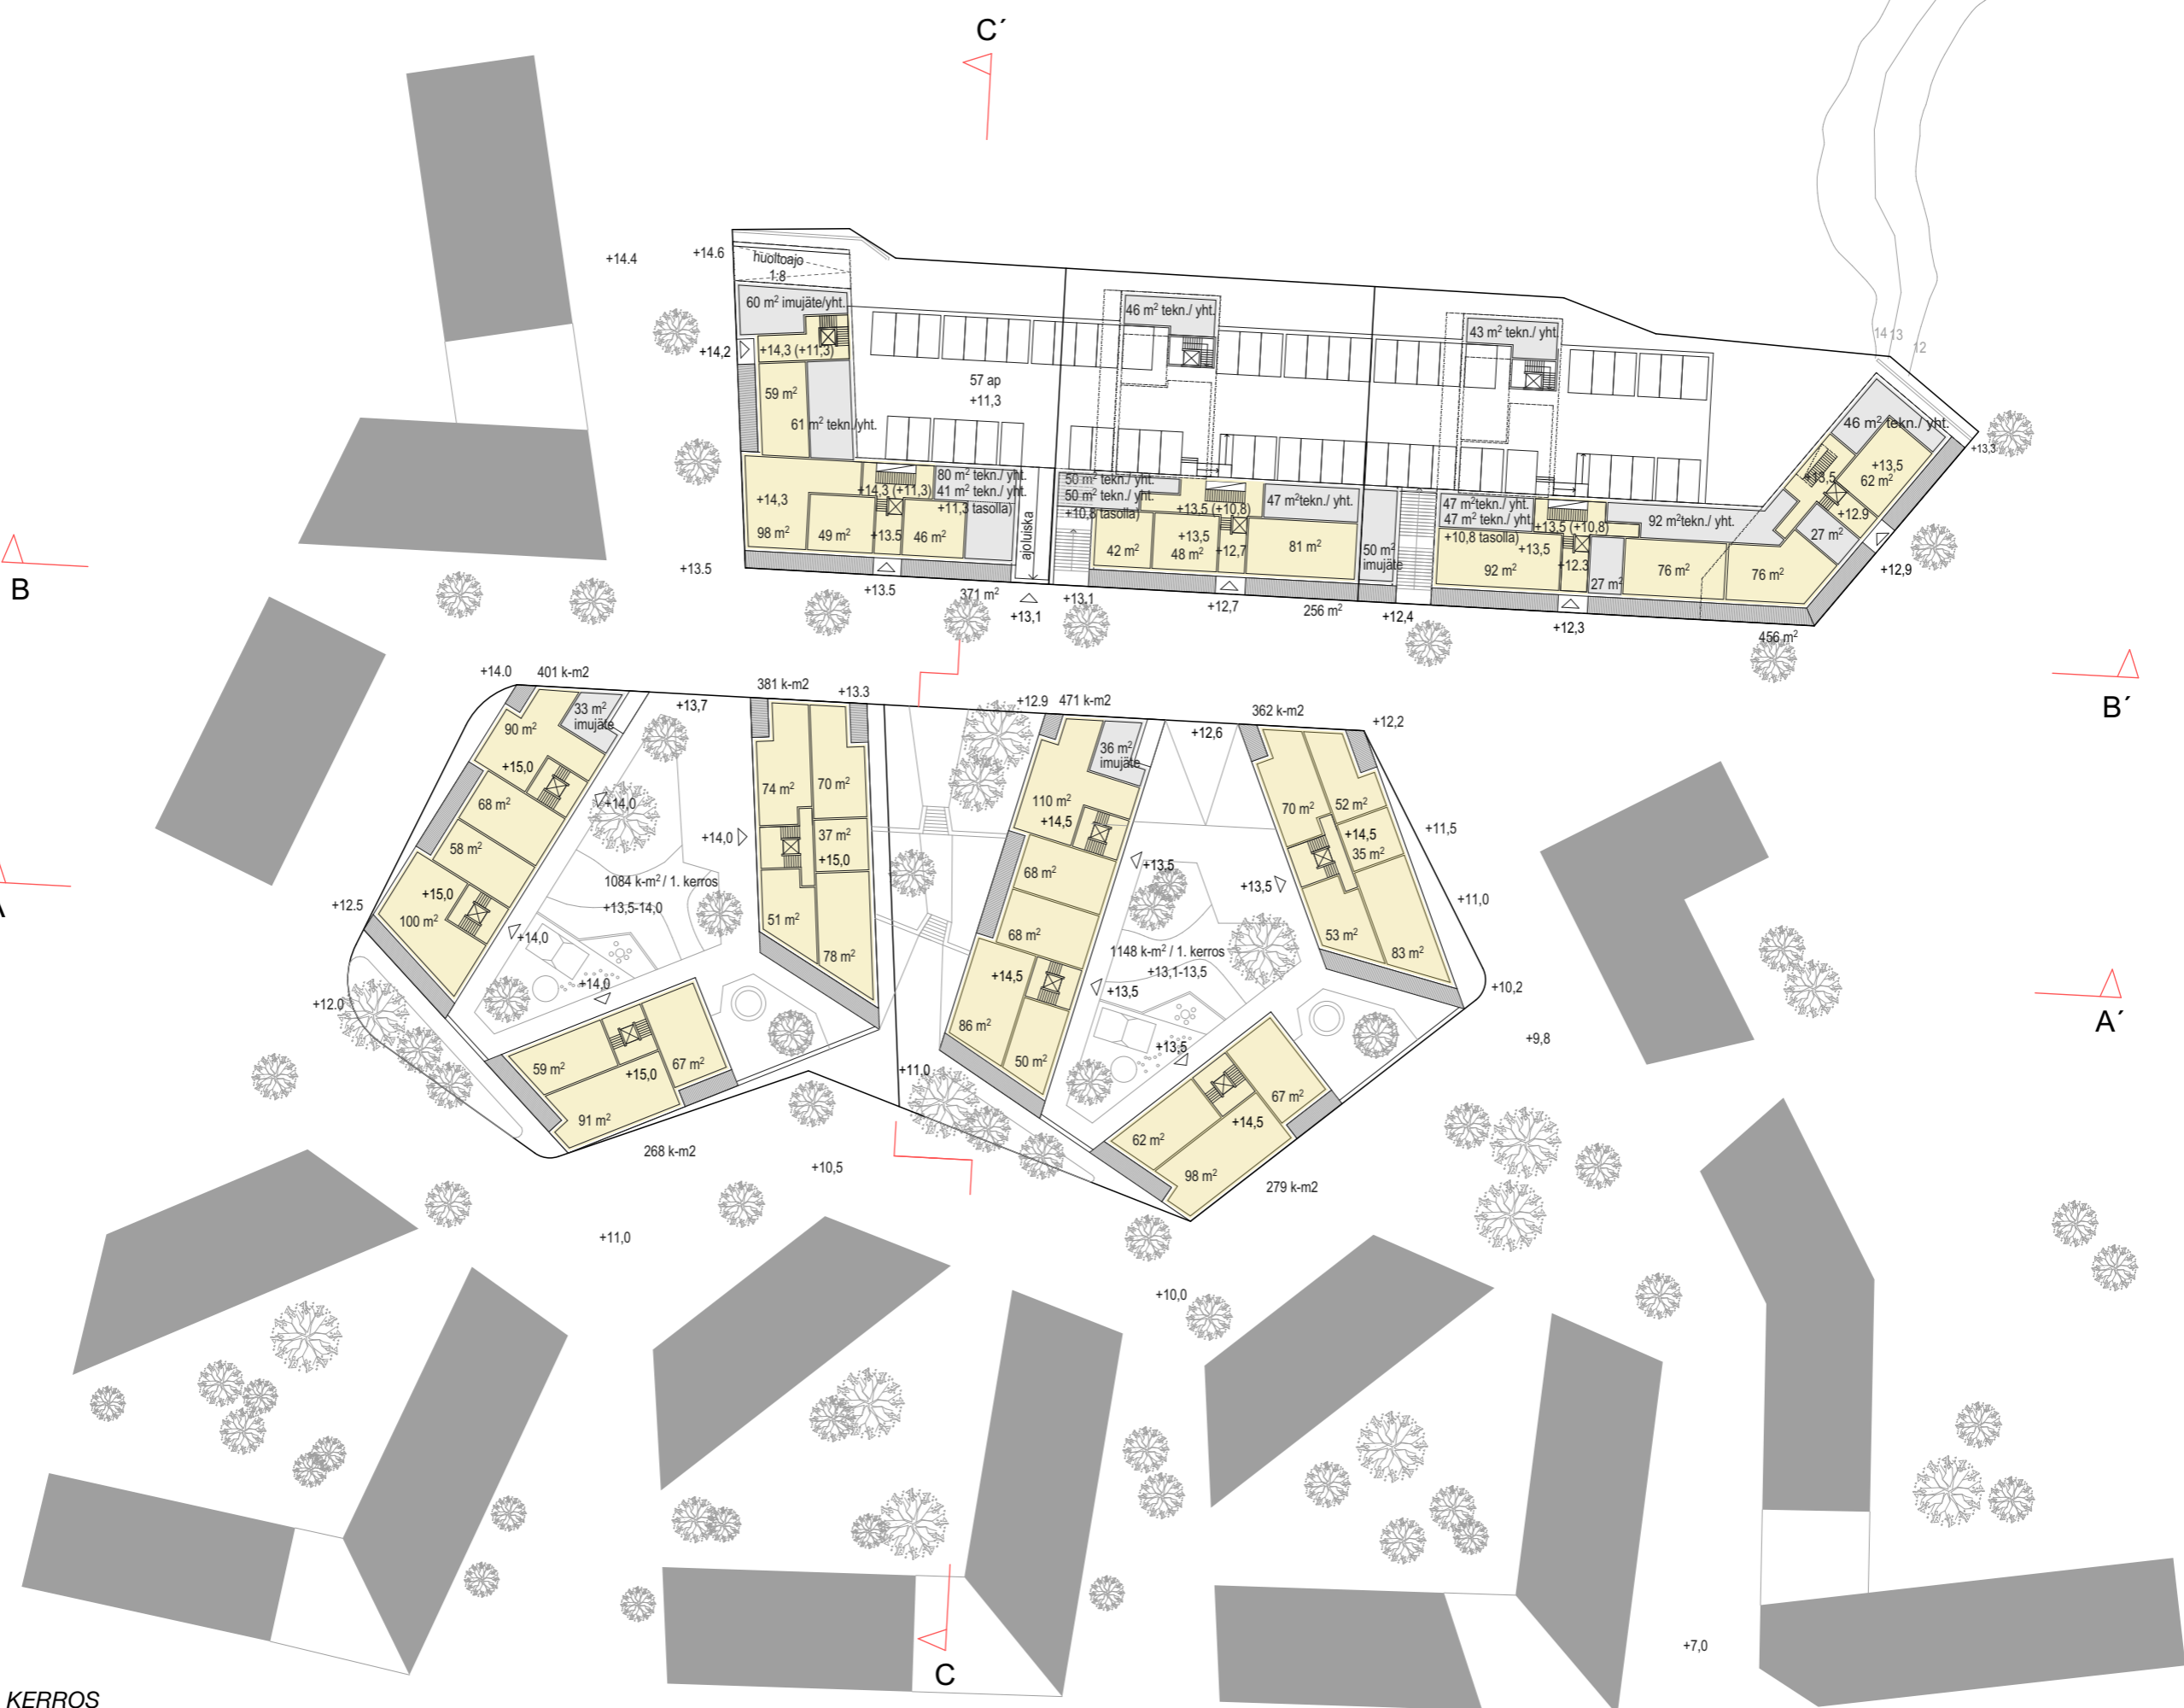 C´
+14.4
+14.6
huoltoajo
1:8
60 m² imujäte/yht.
+14,2
+14,3 (+11,3)
59 m²
61 m² tekn./yht.
57 ap
+11,3
46 m² tekn./ yht.
43 m² tekn./ yht.
14
13
12
46 m² tekn./ yht.
+13,3
+13,5
62 m²
+13,5
+12.9
27 m²
+12,9
+14,3
98 m²
49 m²
+14,3 (+11,3)
+13.5
46 m²
80 m² tekn./ yht.
41 m² tekn./ yht.
+11,3 tasolla)
ajoluiska
50 m² tekn./ yht.
50 m² tekn./ yht.
+10,8 tasolla)
42 m²
+13,5
48 m²
+13,5 (+10,8)
+12,7
47 m²tekn./ yht.
81 m²
50 m²
imujäte
47 m²tekn./ yht.
47 m² tekn./ yht.
+10,8 tasolla)
+13,5
92 m²
+13,5 (+10,8)
+12.3
27 m²
92 m²tekn./ yht.
76 m²
76 m²
B
+13.5
+13.5
371 m²
+13,1
+13.1
+12,7
256 m²
+12,4
+12,3
456 m²
B´
+14.0
401 k-m2
33 m²
imujäte
+13,7
90 m²
+15,0
68 m²
58 m²
+15,0
100 m²
+14,0
+14,0
+14,0
+12.5
+12.0
1084 k-m² / 1. kerros
+13,5-14,0
381 k-m2
+13.3
74 m²
70 m²
+14,0
37 m²
+15,0
51 m²
78 m²
59 m²
+15,0
67 m²
91 m²
268 k-m2
+12.9
471 k-m2
36 m²
imujäte
+12,6
110 m²
+14,5
68 m²
68 m²
+14,5
86 m²
50 m²
+13,5
+13,5
+13,5
+13,5
1148 k-m² / 1. kerros
+13,1-13,5
362 k-m2
+12,2
70 m²
52 m²
+14,5
35 m²
53 m²
83 m²
+11,5
+11,0
+10,2
+9,8
A´
62 m²
+14,5
67 m²
98 m²
279 k-m2
+11.0
+10,5
+11,0
+10,0
+7,0
C
KERROS